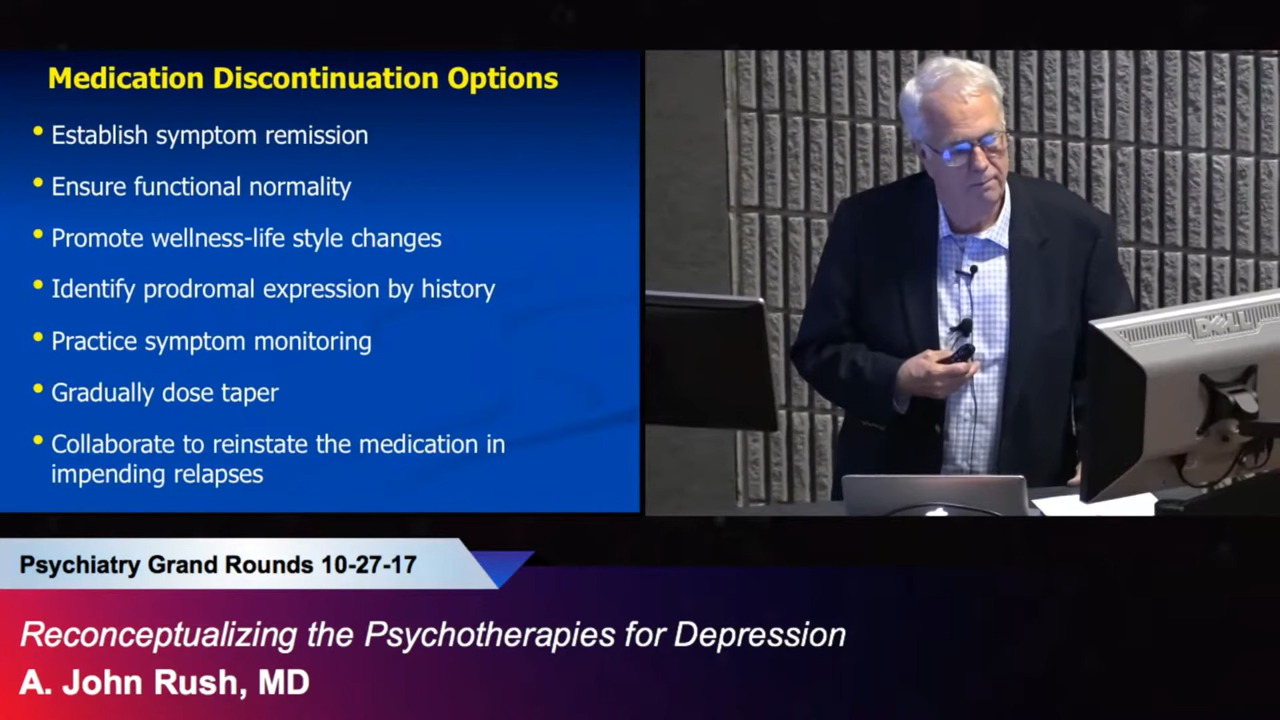 Medication Discontinuation Options
• Establish symptom remission
• Ensure functional normality
• Promote wellness-life style changes
• Identify prodromal expression by history
• Practice symptom monitoring
• Gradually dose taper
• Collaborate to reinstate the medication in
impending relapses
DELL
Psychiatry Grand Rounds 10-27-17
Reconceptualizing the Psychotherapies for Depression
A. John Rush, MD